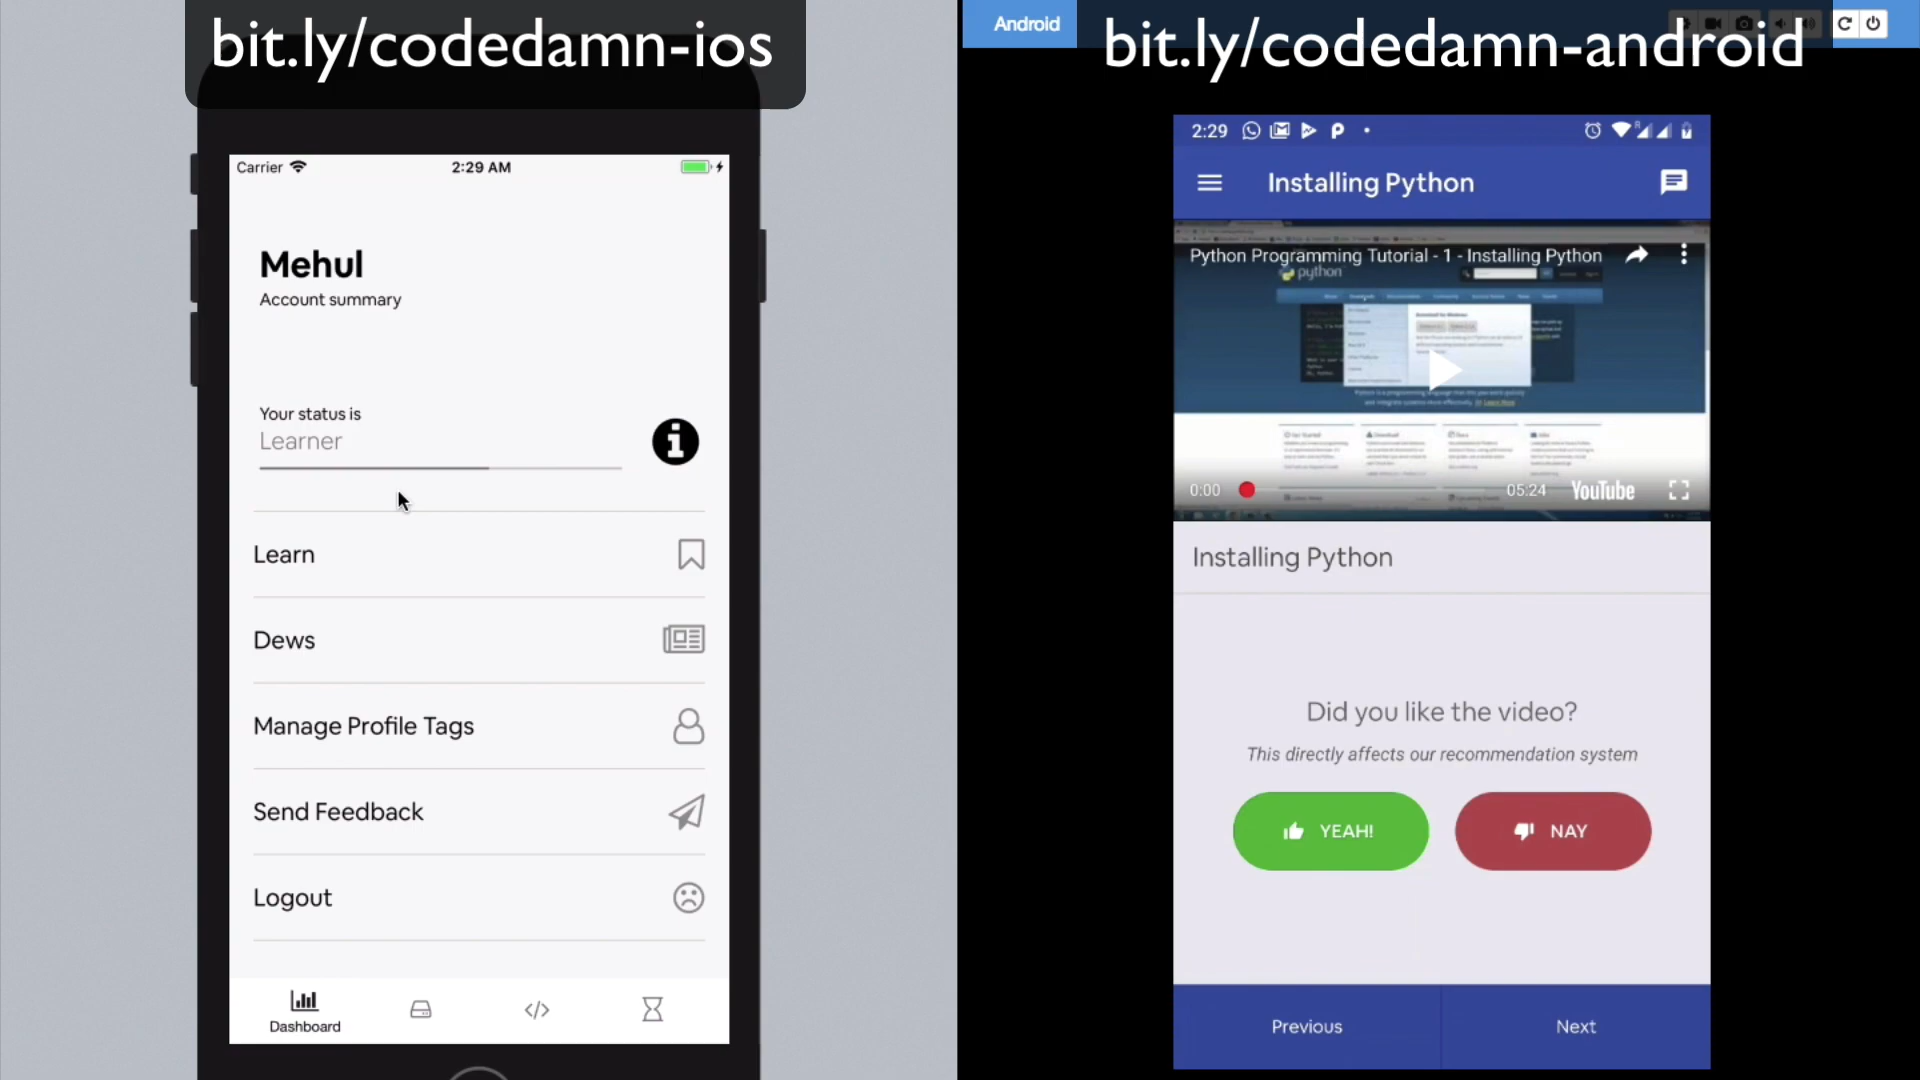 bit.ly/codedamn-ios
Carrier
2:29 AM
Mehul
Account summary
Your status is
Learner
Learn
Dews
Manage Profile Tags
Send Feedback
Logout
Dashboard
Android
bit.ly/codedamn-android
2:29
Installing Python
Python Programming Tutorial - 1 - Installing Python
python
0:00
05:24
YouTube
Installing Python
Did you like the video?
This directly affects our recommendation system
YEAH!
NAY
Previous
Next